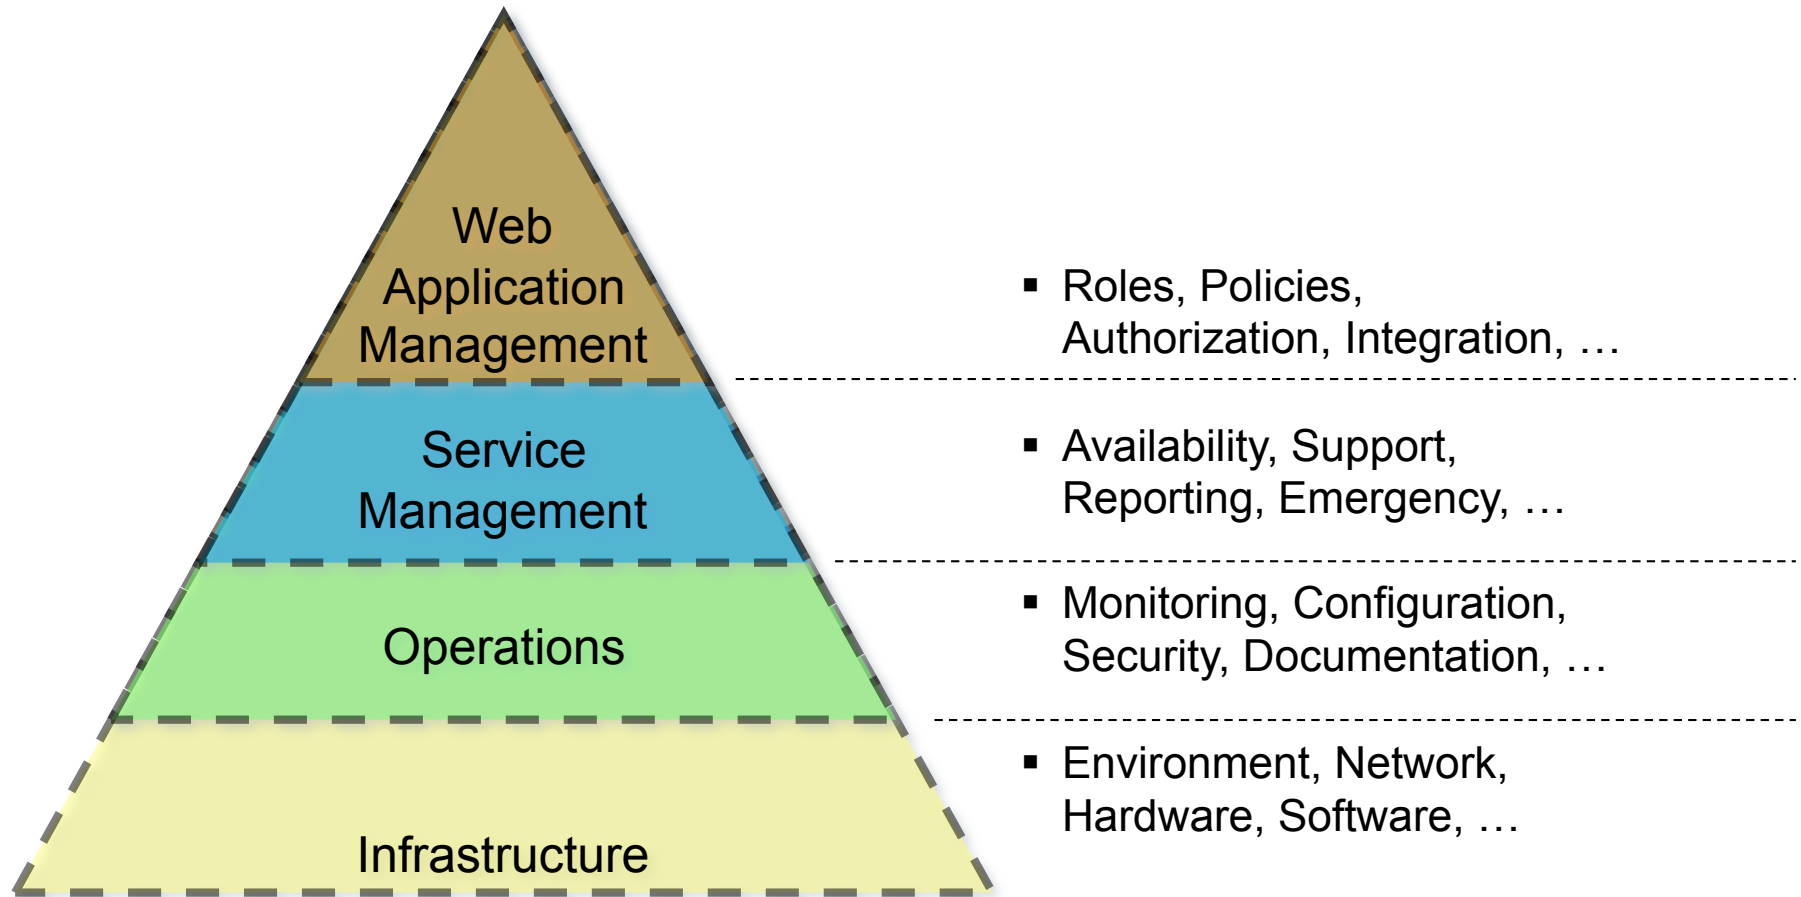 Web
Application
Management
▪ Roles, Policies,
Authorization, Integration, …
Service
Management
▪ Availability, Support,
Reporting, Emergency, …
Operations
▪ Monitoring, Configuration,
Security, Documentation, …
Infrastructure
▪ Environment, Network,
Hardware, Software, …